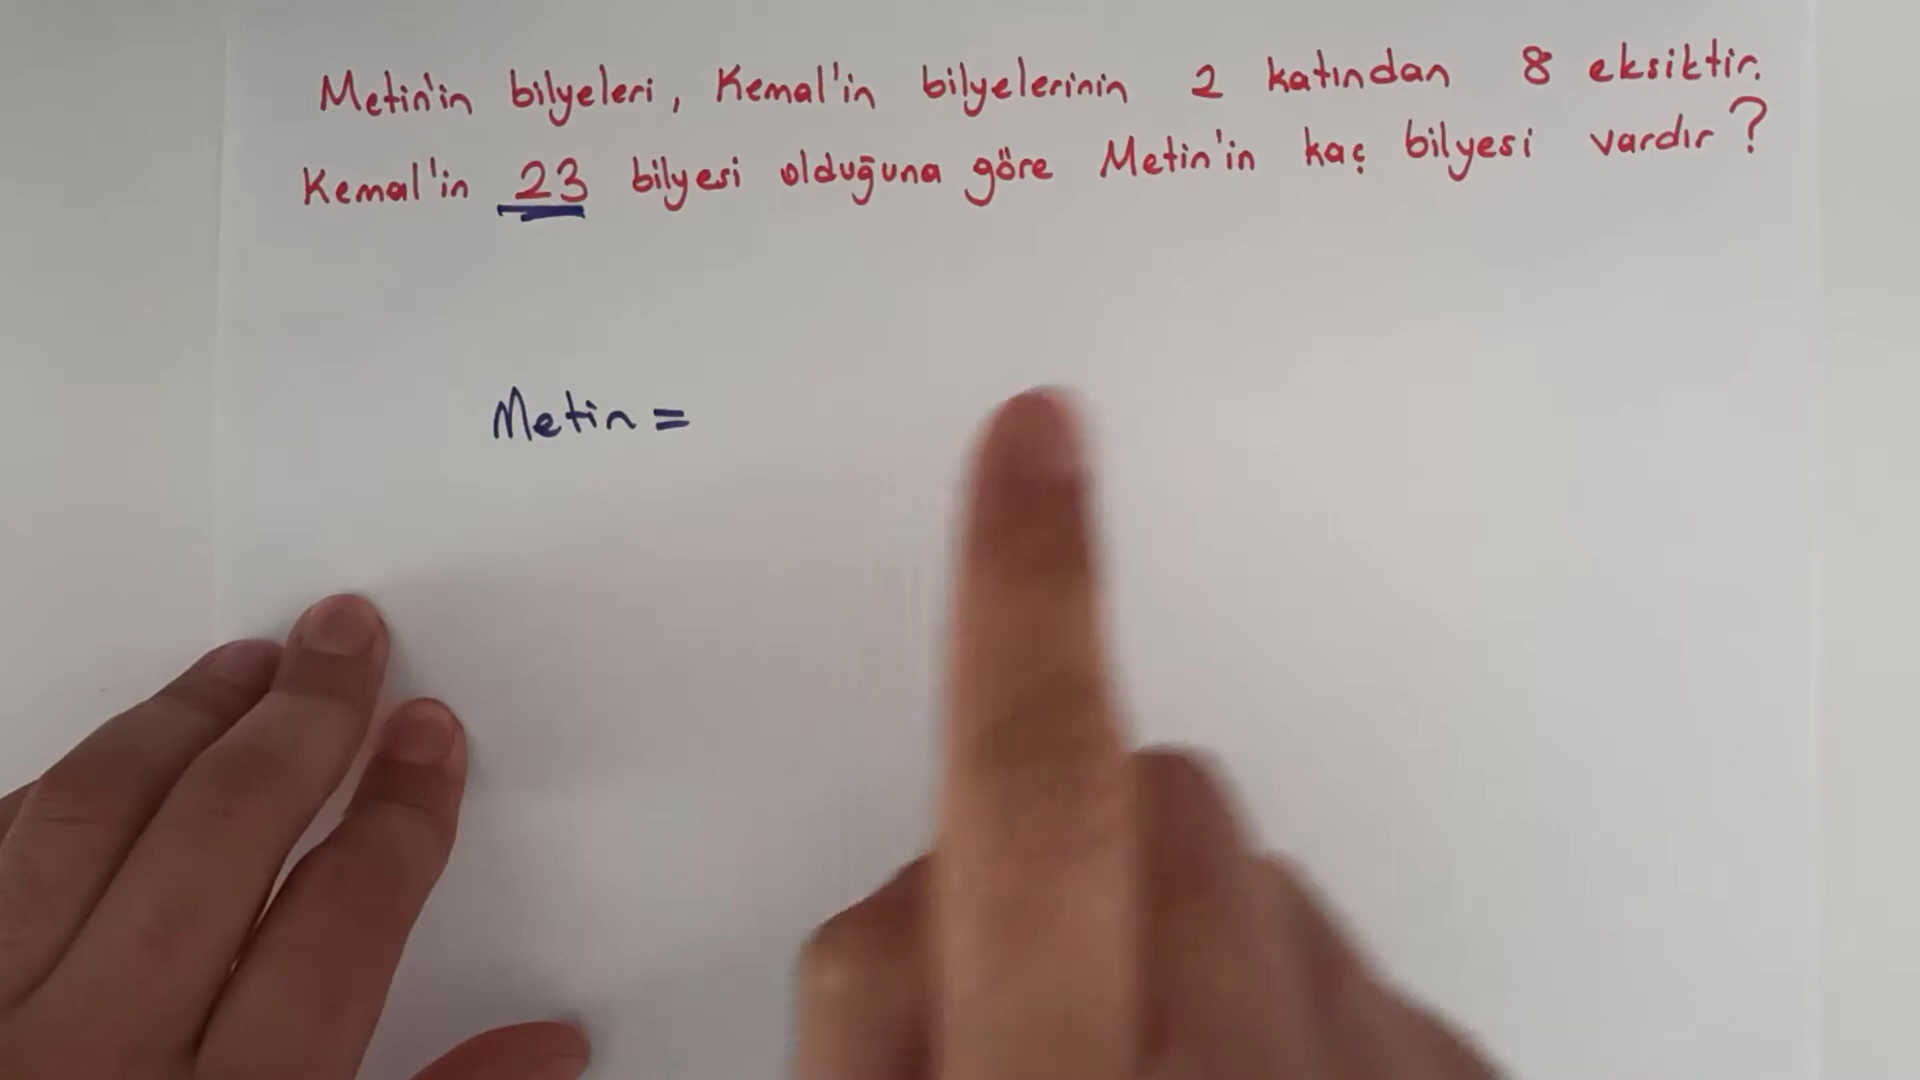 Metin'in bilyeleri, Kemal'in bilyelerinin 2 katından 8 eksiktir.
Kemal'in 23 bilyesi olduğuna göre Metin'in kaç bilyesi vardır?
Metin =